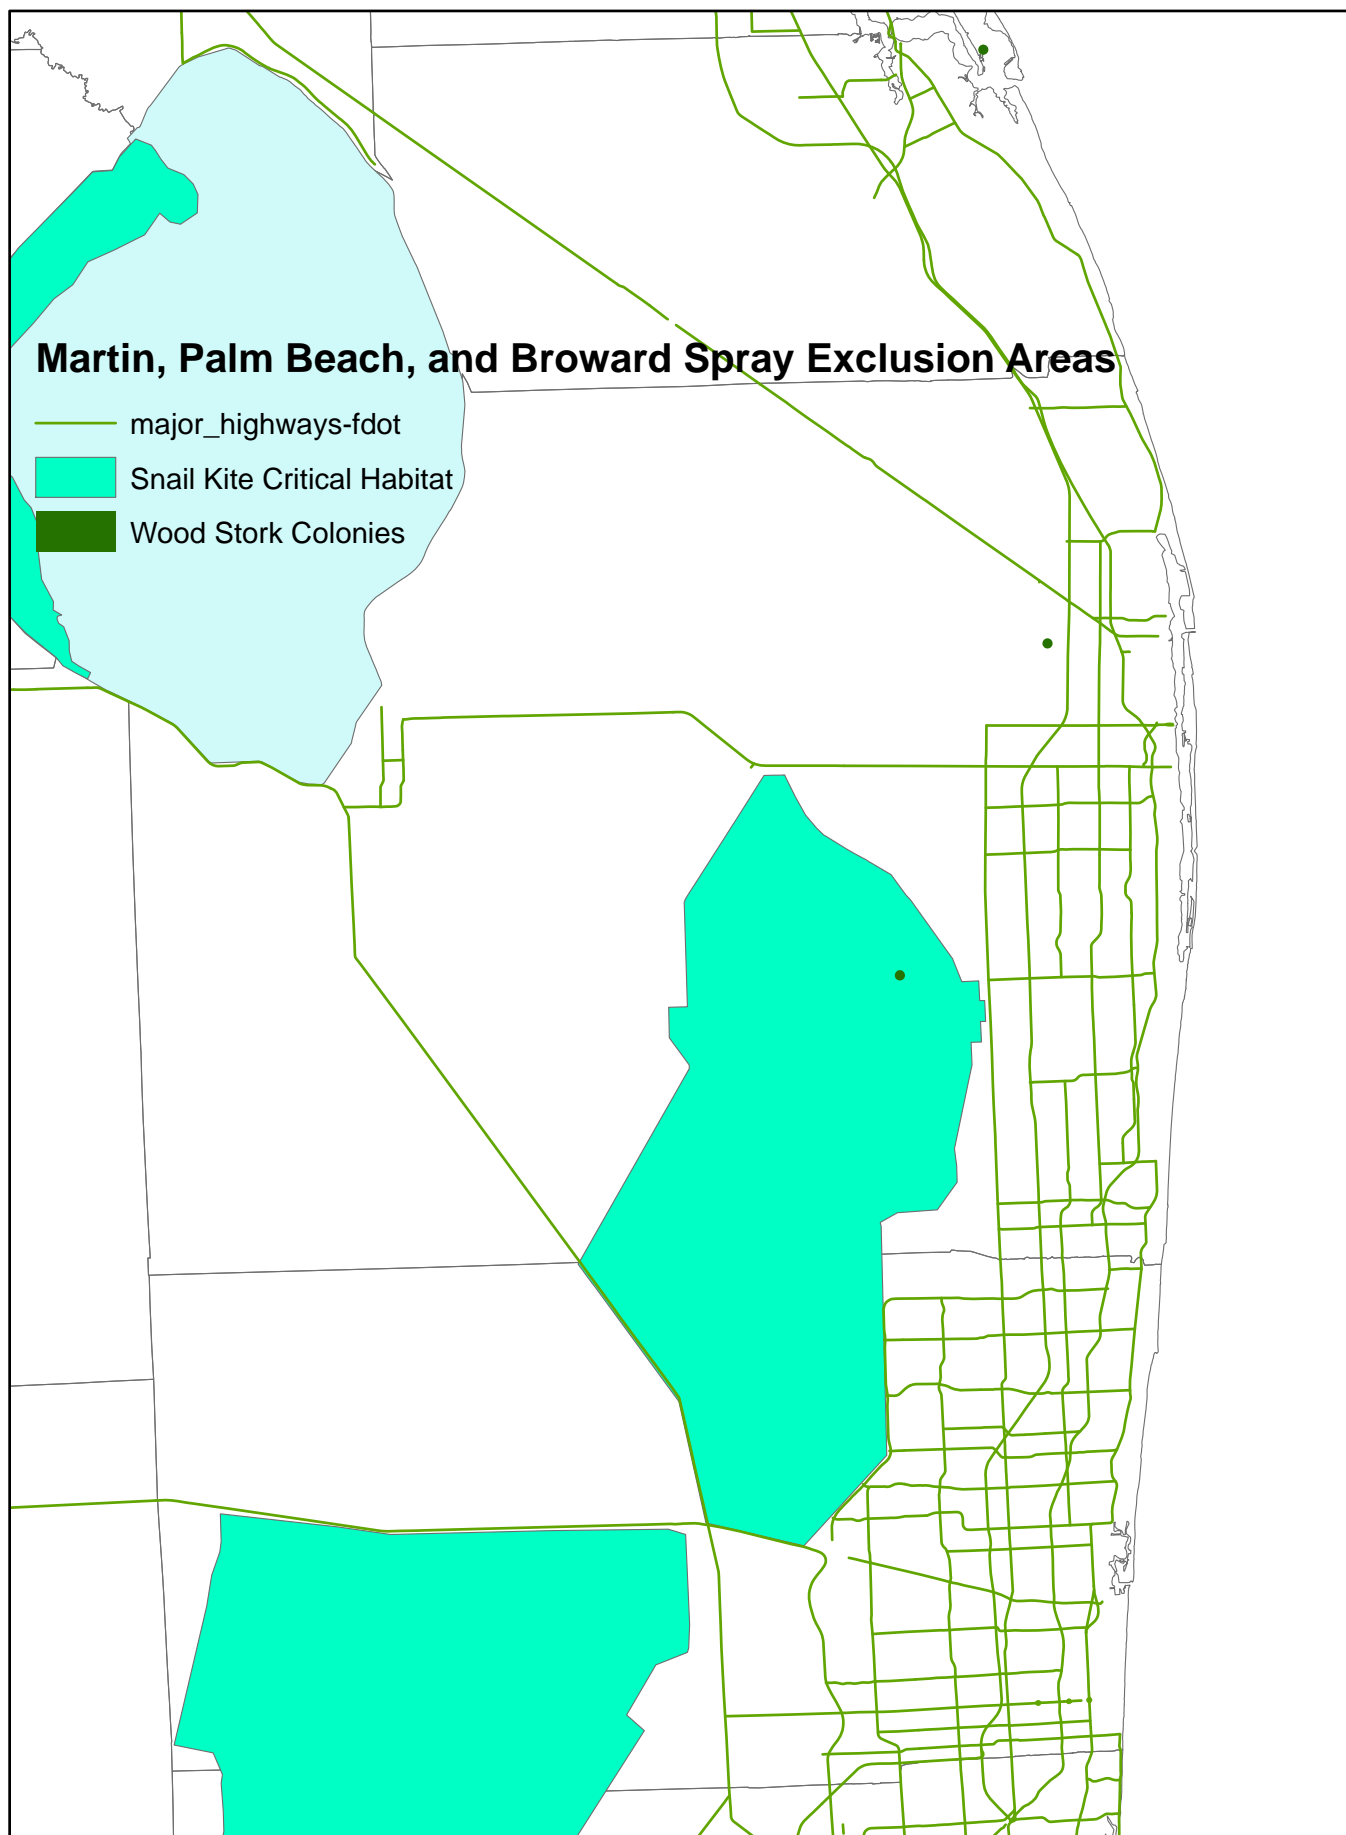 Martin, Palm Beach, and Broward Spray Exclusion Areas
major_highways-fdot
Snail Kite Critical Habitat
Wood Stork Colonies